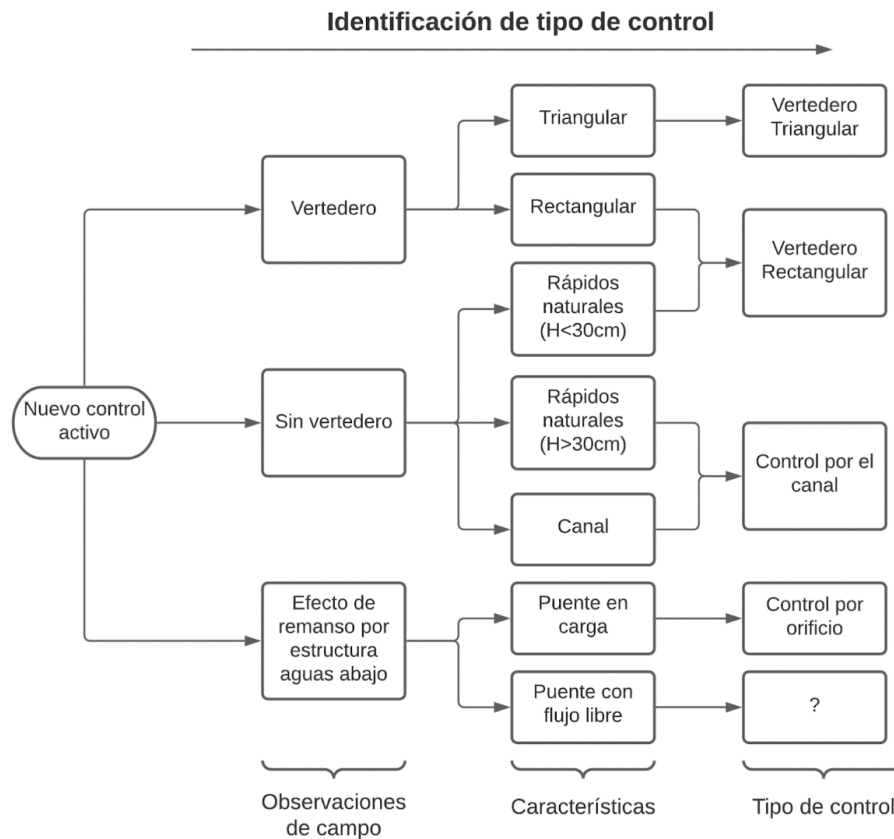 Identificación de tipo de control
Nuevo control
activo
Vertedero
Sin vertedero
Efecto de
remanso por
estructura
aguas abajo
Triangular
Rectangular
Rápidos
naturales
(H<30cm)
Rápidos
naturales
(H>30cm)
Canal
Puente en
carga
Puente con
flujo libre
Vertedero
Triangular
Vertedero
Rectangular
Control por el
canal
Control por
orificio
?
Observaciones
de campo
Características
Tipo de control